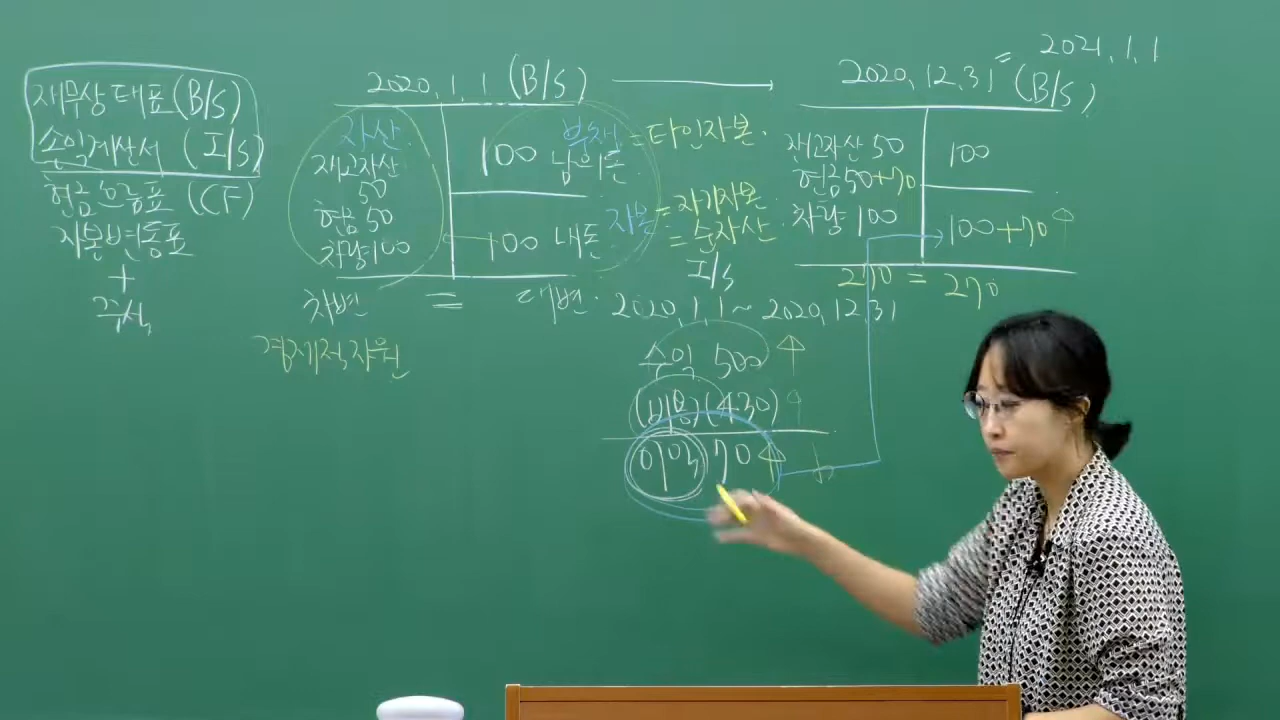 재무상태표(B/S)
손익계산서 (I/S)
현금흐름표 (CF)
자본변동표
+
주석
2020, 1, 1 (B/S)
자산
재고자산
50
현금 50
차량 100
100 남의돈
부채 = 타인자본.
100 내돈
자본 = 자기자본.
= 순자산.
차변 = 대변.
경제적자원
I/S
2020, 1, 1 ~ 2020, 12, 31
수익 500 ↑
(비용)(430) ↑
이익 70 ↑
= 2021, 1, 1
2020, 12, 31 (B/S)
재고자산 50
현금 50+70
차량 100
100
100+70 ↑
270 = 270